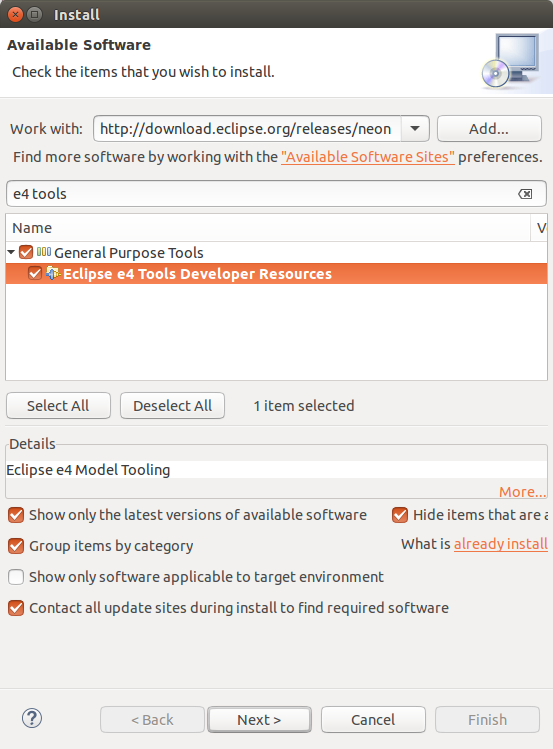 Install
Available Software
Check the items that you wish to install.
Work with: http://download.eclipse.org/releases/neon Add...
Find more software by working with the "Available Software Sites" preferences.
e4 tools
Name V
General Purpose Tools
Eclipse e4 Tools Developer Resources
Select All Deselect All 1 item selected
Details
Eclipse e4 Model Tooling
More...
Show only the latest versions of available software Hide items that are a
Group items by category What is already install
Show only software applicable to target environment
Contact all update sites during install to find required software
? < Back Next > Cancel Finish